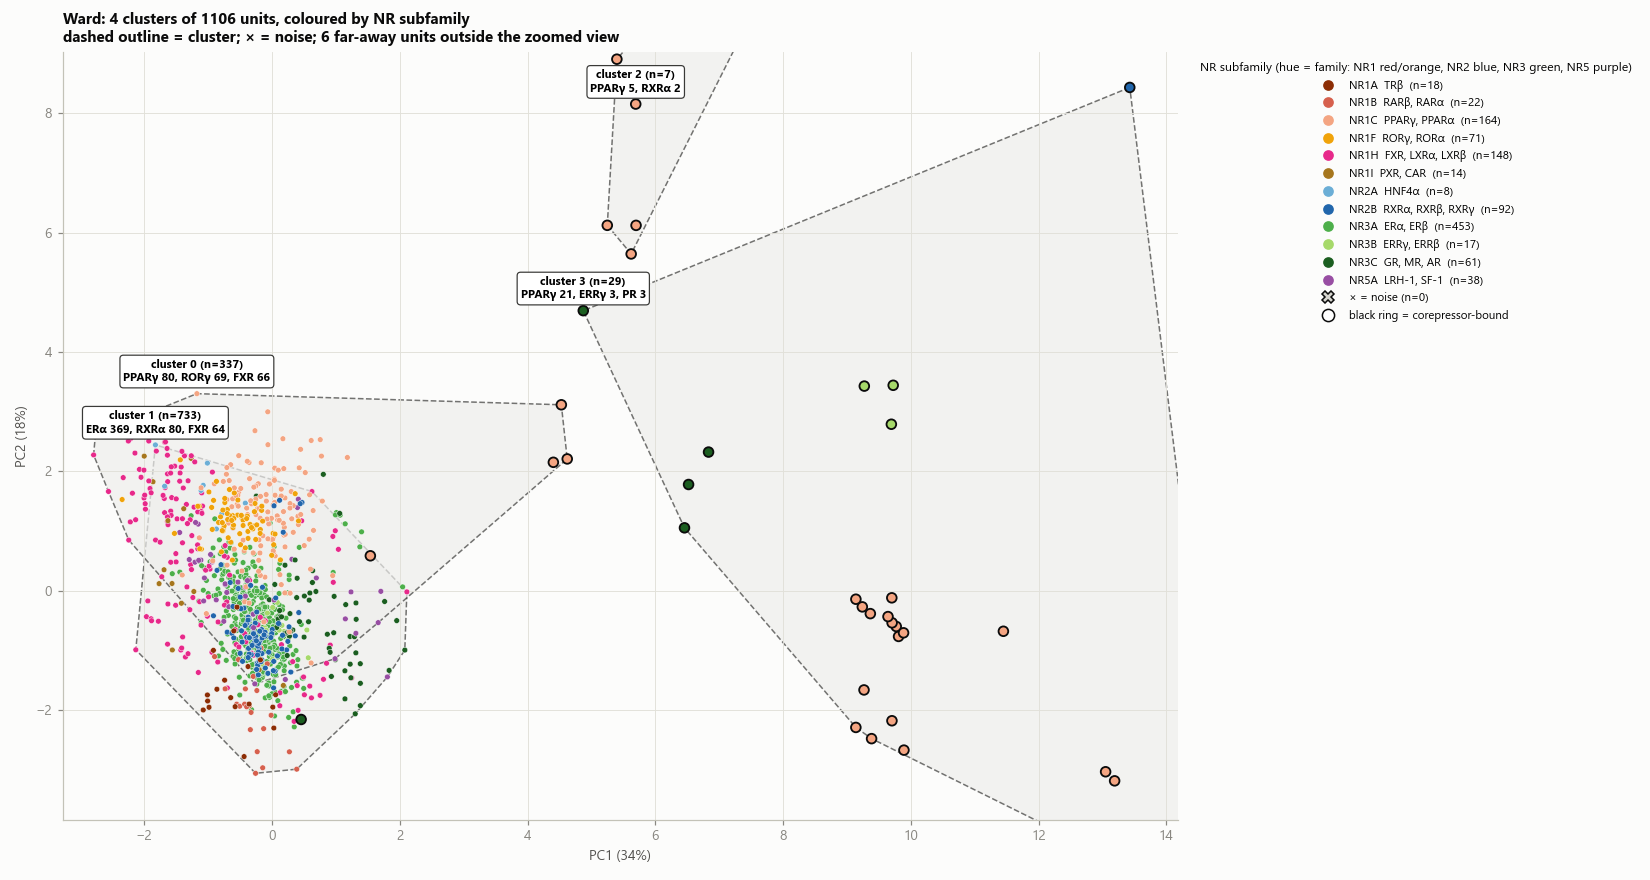 Ward: 4 clusters of 1106 units, coloured by NR subfamily
dashed outline = cluster; × = noise; 6 far-away units outside the zoomed view
cluster 2 (n=7)
PPARγ 5, RXRα 2
cluster 3 (n=29)
PPARγ 21, ERRγ 3, PR 3
cluster 0 (n=337)
PPARγ 80, RORγ 69, FXR 66
cluster 1 (n=733)
ERα 369, RXRα 80, FXR 64
8
6
4
2
0
−2
PC2 (18%)
−2
0
2
4
6
8
10
12
14
PC1 (34%)
NR subfamily (hue = family: NR1 red/orange, NR2 blue, NR3 green, NR5 purple)
NR1A TRβ (n=18)
NR1B RARβ, RARα (n=22)
NR1C PPARγ, PPARα (n=164)
NR1F RORγ, RORα (n=71)
NR1H FXR, LXRα, LXRβ (n=148)
NR1I PXR, CAR (n=14)
NR2A HNF4α (n=8)
NR2B RXRα, RXRβ, RXRγ (n=92)
NR3A ERα, ERβ (n=453)
NR3B ERRγ, ERRβ (n=17)
NR3C GR, MR, AR (n=61)
NR5A LRH-1, SF-1 (n=38)
× = noise (n=0)
black ring = corepressor-bound